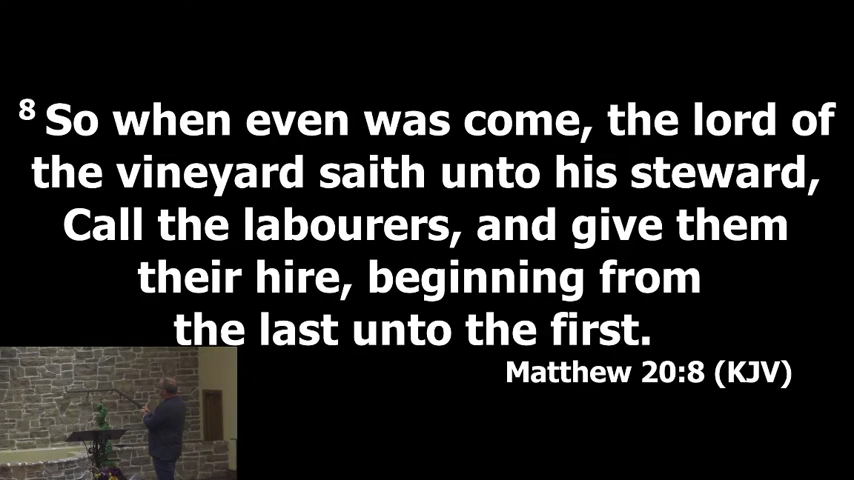 8 So when even was come, the lord of
the vineyard saith unto his steward,
Call the labourers, and give them
their hire, beginning from
the last unto the first.
Matthew 20:8 (KJV)